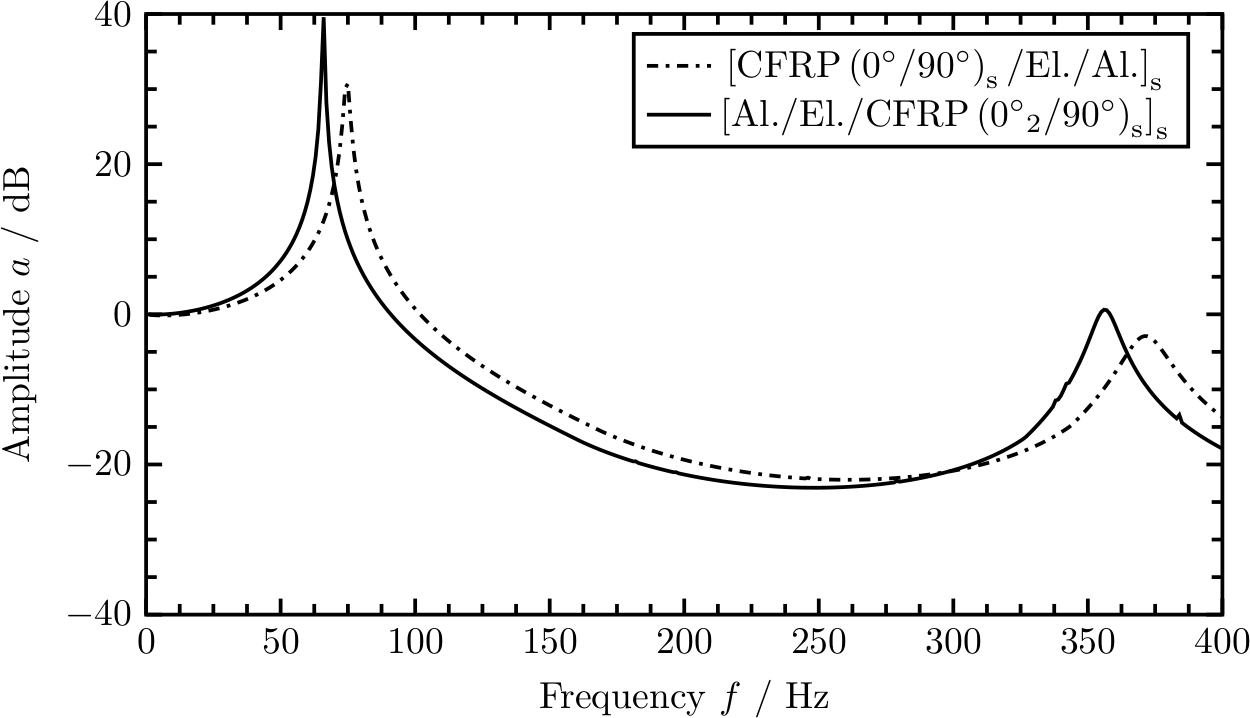 Amplitude a / dB
40
20
0
−20
−40
[CFRP (0°/90°)ₛ /El./Al.]ₛ
[Al./El./CFRP (0°₂/90°)ₛ]ₛ
0 50 100 150 200 250 300 350 400
Frequency f / Hz